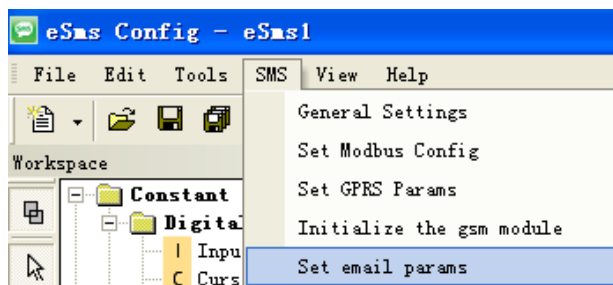 eSms Config - eSms1
File Edit Tools SMS View Help
General Settings
Workspace
Set Modbus Config
Constant
Set GPRS Params
Digital
Initialize the gsm module
I Inpu
Set email params
C Curs